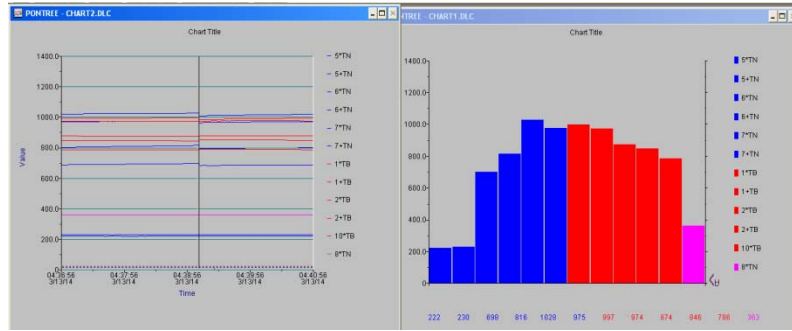 PONTREE - CHART2.DLC
Chart Title
1400.0
1200.0
1000.0
800.0
600.0
400.0
200.0
0
Value
04:36:56
3/13/14
04:37:56
3/13/14
04:38:56
3/13/14
04:39:56
3/13/14
04:40:56
3/13/14
Time
5*TN
5+TN
6*TN
6+TN
7*TN
7+TN
1*TB
1+TB
2*TB
2+TB
10*TB
8*TN
PONTREE - CHART1.DLC
Chart Title
1400.0
1200.0
1000.0
800.0
600.0
400.0
200.0
0
5*TN
5+TN
6*TN
6+TN
7*TN
7+TN
1*TB
1+TB
2*TB
2+TB
10*TB
8*TN
222 230 698 816 1028 975 997 974 874 846 786 363